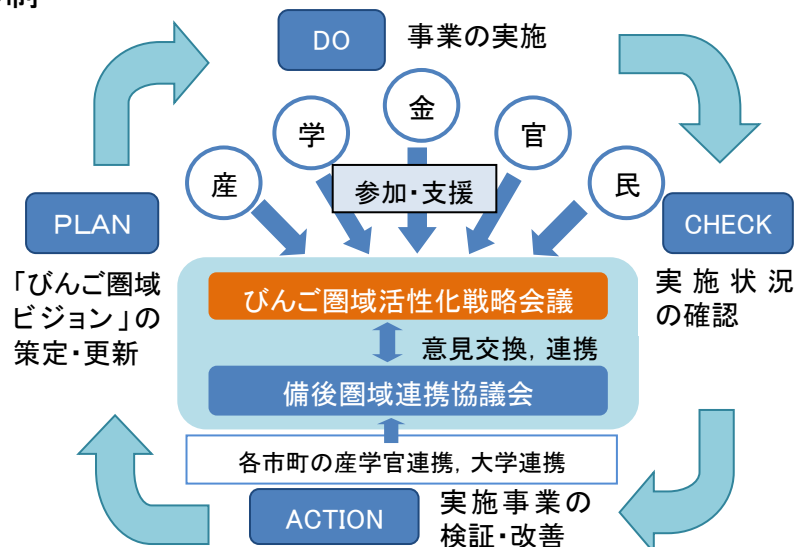 DO
事業の実施
金
学
官
産
民
参加・支援
PLAN
CHECK
「びんご圏域
ビジョン」の
策定・更新
実施状況
の確認
びんご圏域活性化戦略会議
意見交換，連携
備後圏域連携協議会
各市町の産学官連携，大学連携
ACTION
実施事業の
検証・改善